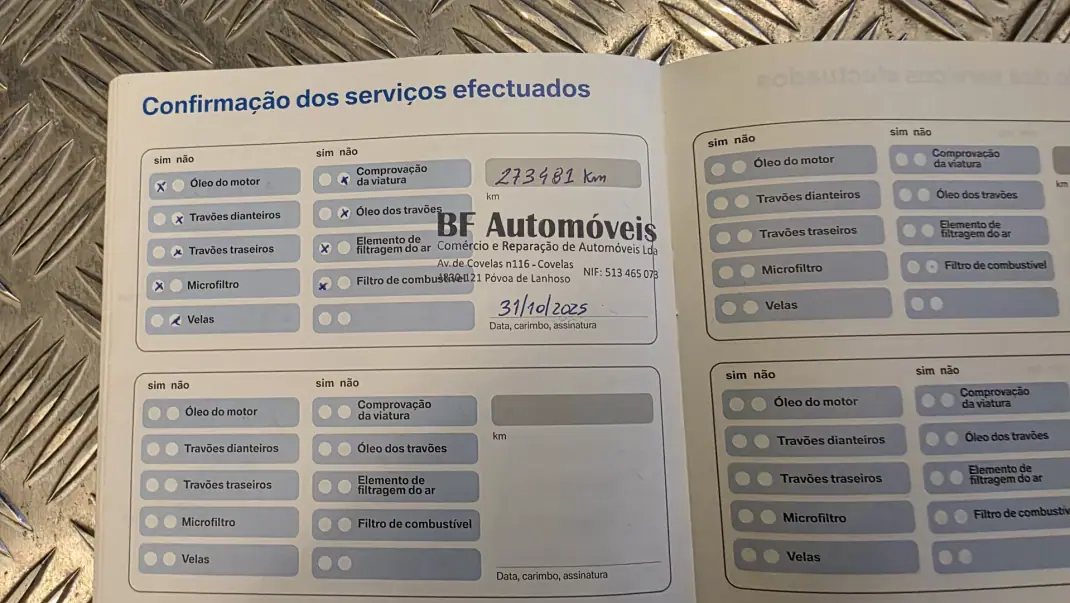 Confirmação dos serviços efectuados
sim não
sim não
X Óleo do motor
X Comprovação
da viatura
273481 km
km
X Travões dianteiros
X Óleo dos travões
X Travões traseiros
X Elemento de
filtragem do ar
X Microfiltro
X Filtro de combustível
X Velas
BF Automóveis
Comércio e Reparação de Automóveis Lda
Av. de Covelas n116 - Covelas
4830-121 Póvoa de Lanhoso
NIF: 513 465 073
31/10/2025
Data, carimbo, assinatura
sim não
sim não
Óleo do motor
Comprovação
da viatura
km
Travões dianteiros
Óleo dos travões
Travões traseiros
Elemento de
filtragem do ar
Microfiltro
Filtro de combustível
Velas
Data, carimbo, assinatura
sim não
sim não
Óleo do motor
Comprovação
da viatura
km
Travões dianteiros
Óleo dos travões
Travões traseiros
Elemento de
filtragem do ar
Microfiltro
Filtro de combustível
Velas
sim não
sim não
Óleo do motor
Comprovação
da viatura
Travões dianteiros
Óleo dos travões
Travões traseiros
Elemento de
filtragem do ar
Microfiltro
Filtro de combustív
Velas